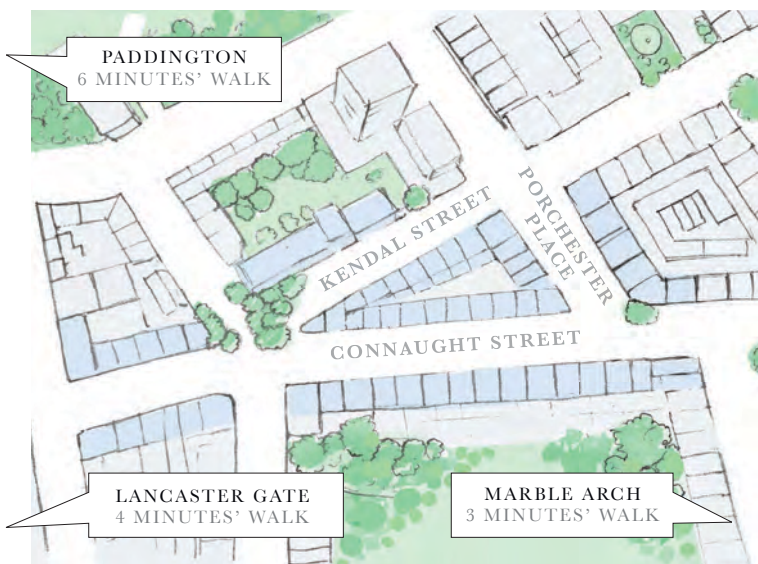 PADDINGTON
6 MINUTES’ WALK
KENDAL STREET
PORCHESTER
PLACE
CONNAUGHT STREET
LANCASTER GATE
4 MINUTES’ WALK
MARBLE ARCH
3 MINUTES’ WALK